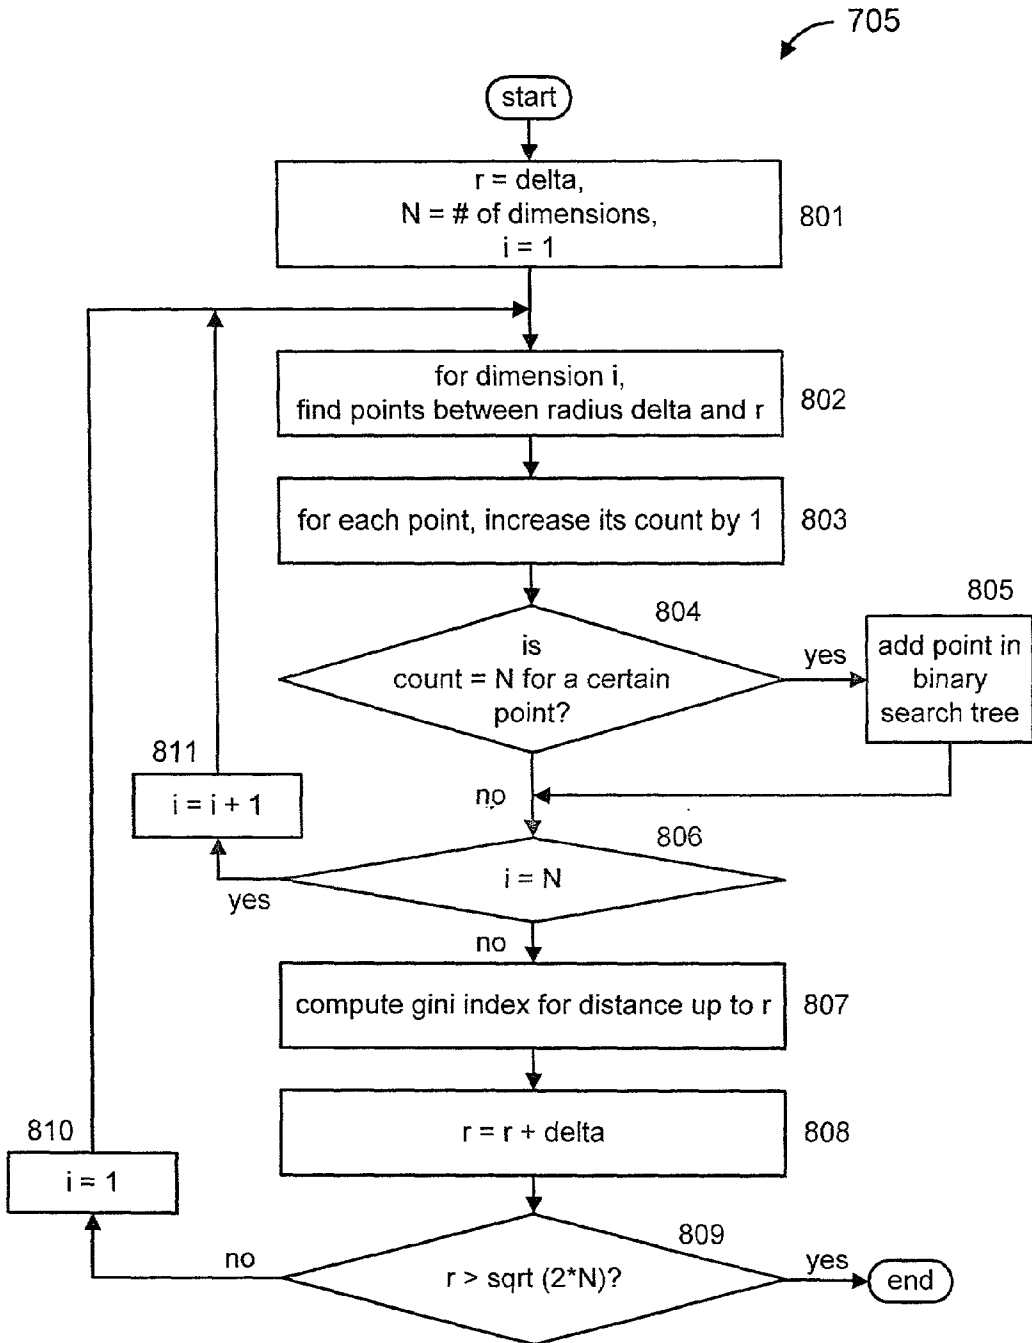 705
start
r = delta,
N = # of dimensions,
i = 1
801
for dimension i,
find points between radius delta and r
802
for each point, increase its count by 1
803
804
is
count = N for a certain
point?
yes
805
add point in
binary
search tree
811
i = i + 1
no
806
i = N
yes
no
compute gini index for distance up to r
807
r = r + delta
808
810
i = 1
809
no
r > sqrt (2*N)?
yes
end